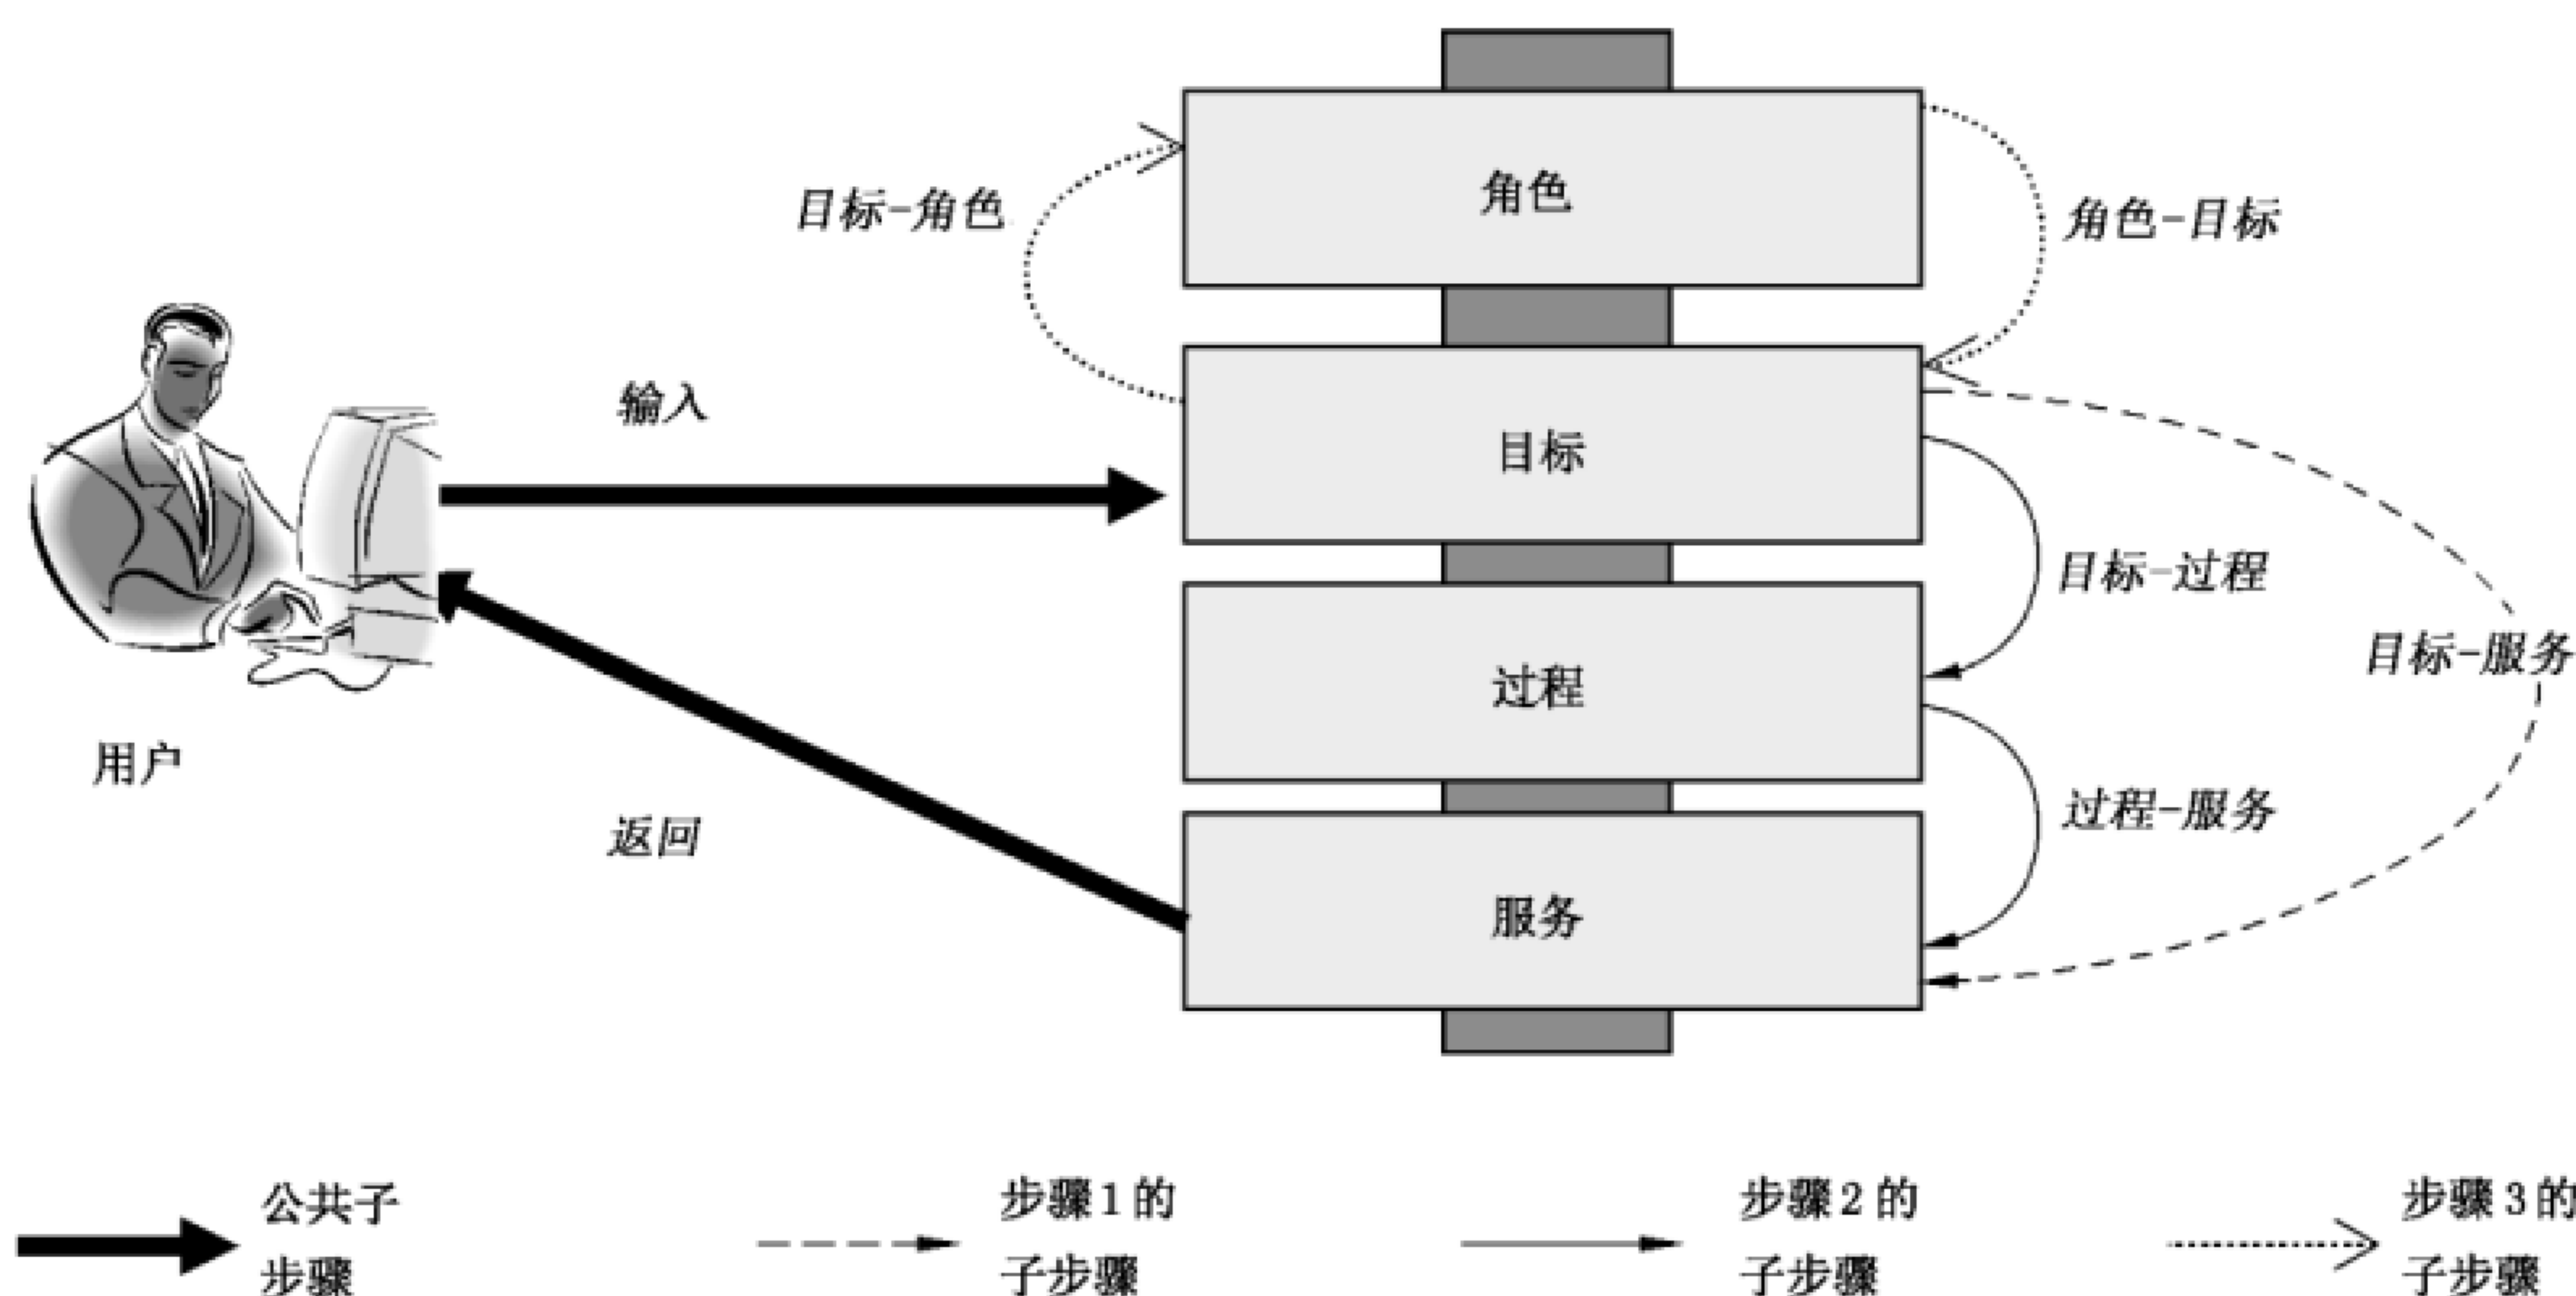 角色
目标-角色
角色-目标
输入
目标
目标-过程
目标-服务
过程
用户
过程-服务
返回
服务
公共子
步骤
步骤1的
子步骤
步骤2的
子步骤
步骤3的
子步骤